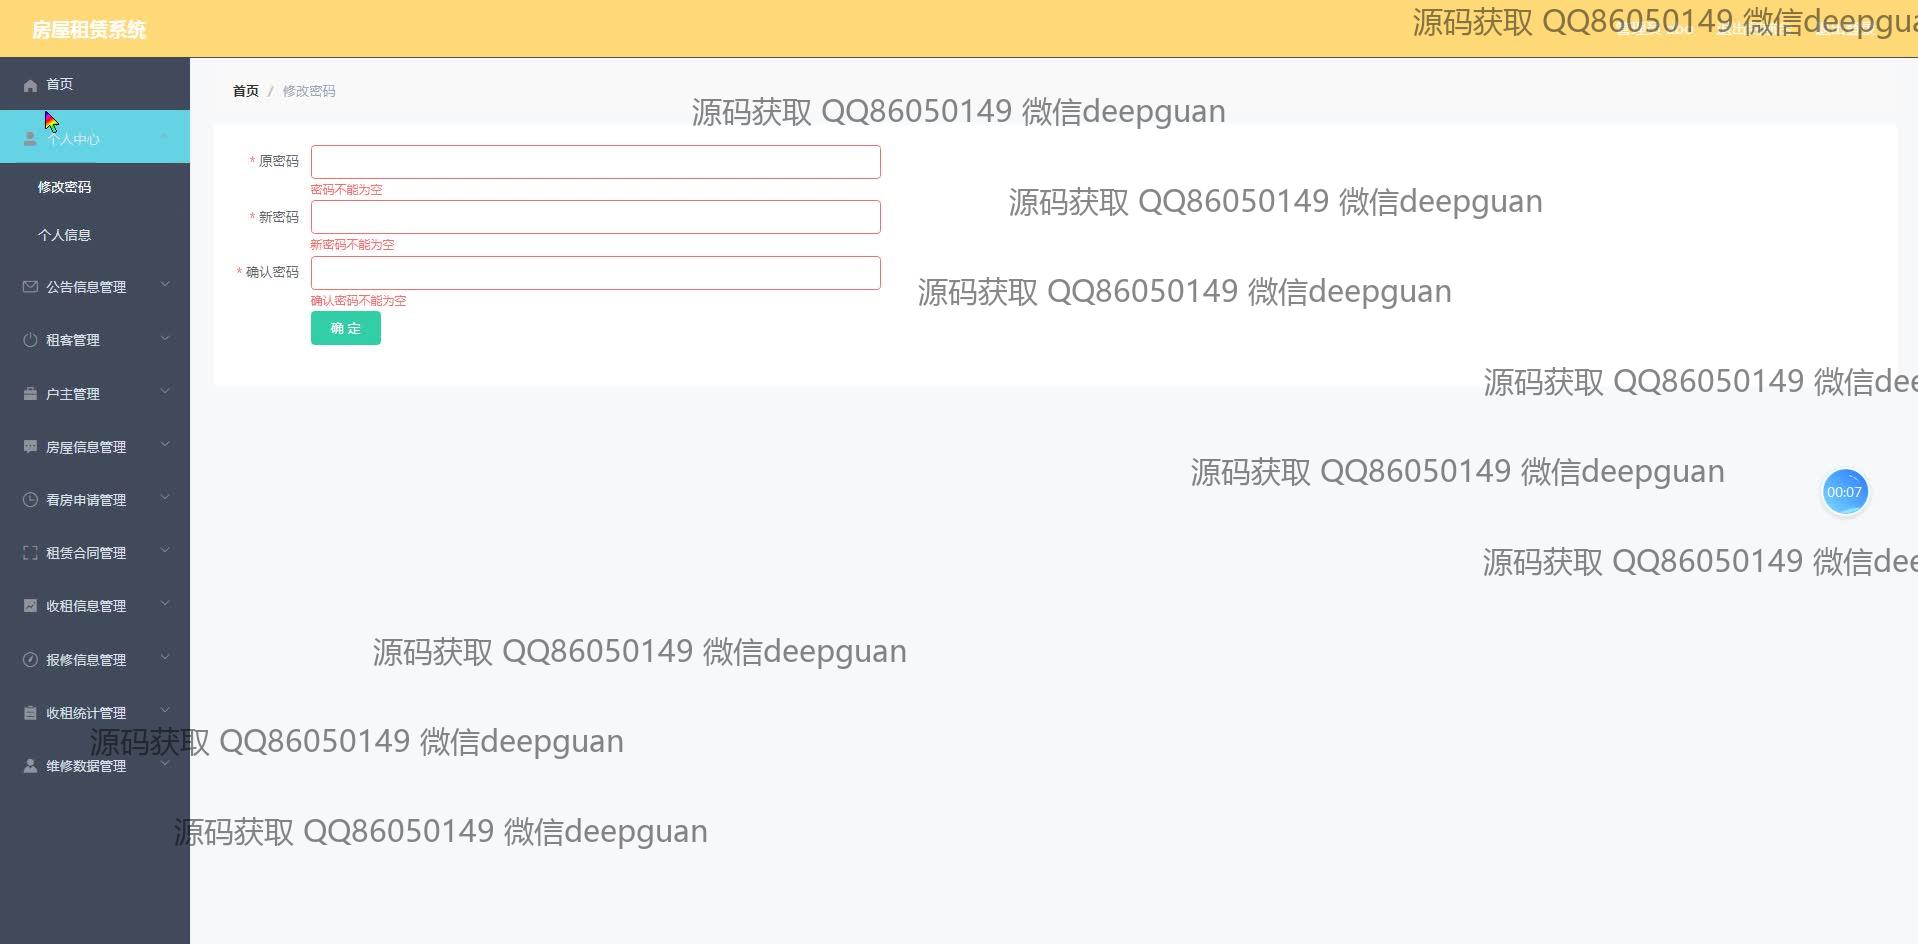 房屋租赁系统
源码获取 QQ86050149 微信deepgua
首页
首页 / 修改密码
源码获取 QQ86050149 微信deepguan
个人中心
* 原密码
密码不能为空
修改密码
源码获取 QQ86050149 微信deepguan
* 新密码
个人信息
新密码不能为空
* 确认密码
公告信息管理
源码获取 QQ86050149 微信deepguan
确认密码不能为空
确 定
租客管理
源码获取 QQ86050149 微信dee
户主管理
房屋信息管理
源码获取 QQ86050149 微信deepguan
00:07
看房申请管理
租赁合同管理
源码获取 QQ86050149 微信dee
收租信息管理
报修信息管理
源码获取 QQ86050149 微信deepguan
收租统计管理
源码获取 QQ86050149 微信deepguan
维修数据管理
源码获取 QQ86050149 微信deepguan